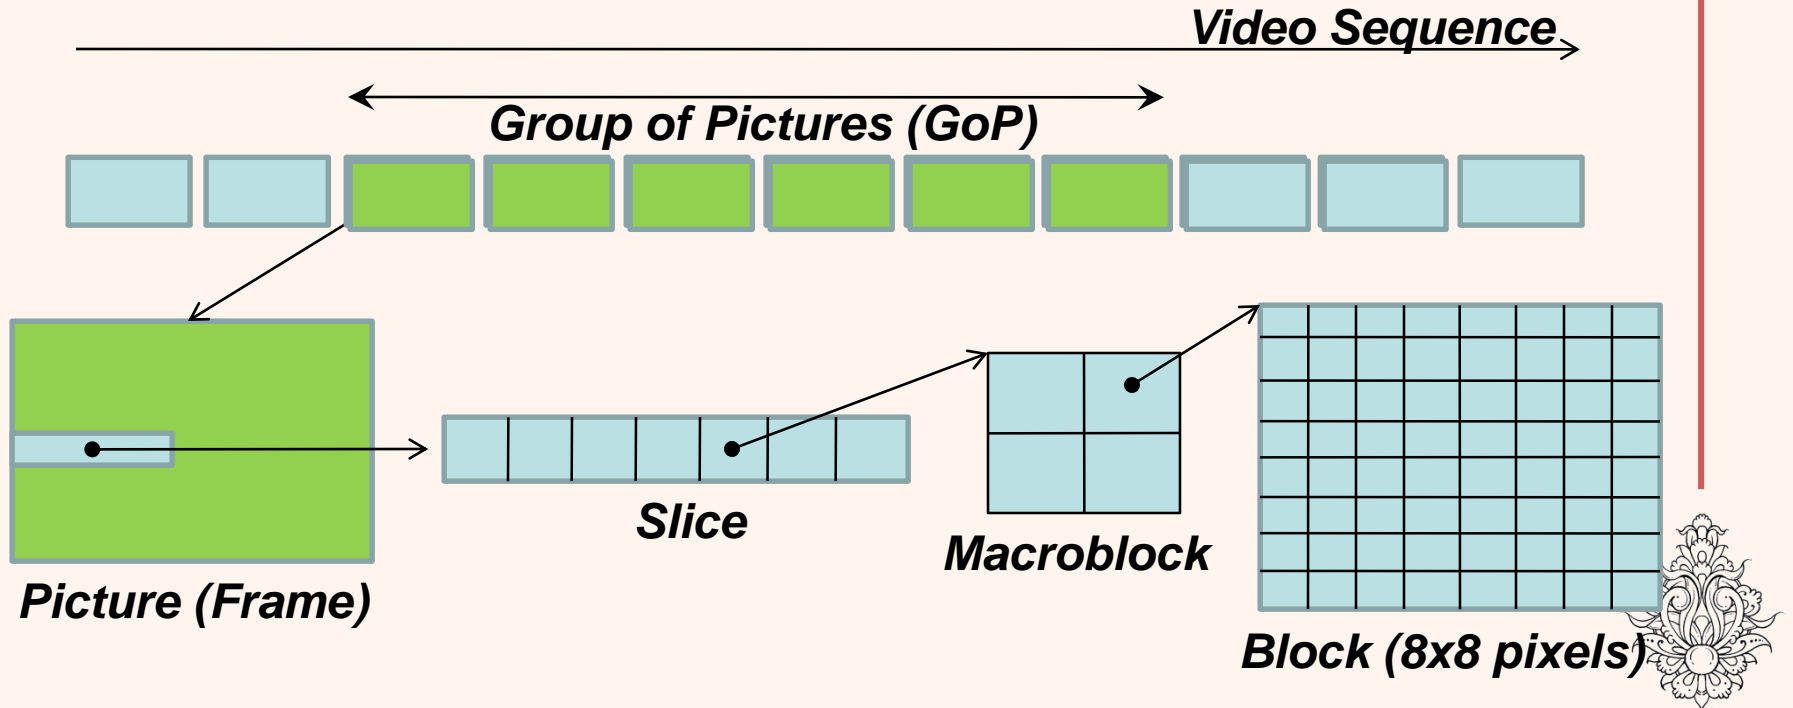 Video Sequence
Group of Pictures (GoP)
Slice
Macroblock
Picture (Frame)
Block (8x8 pixels)